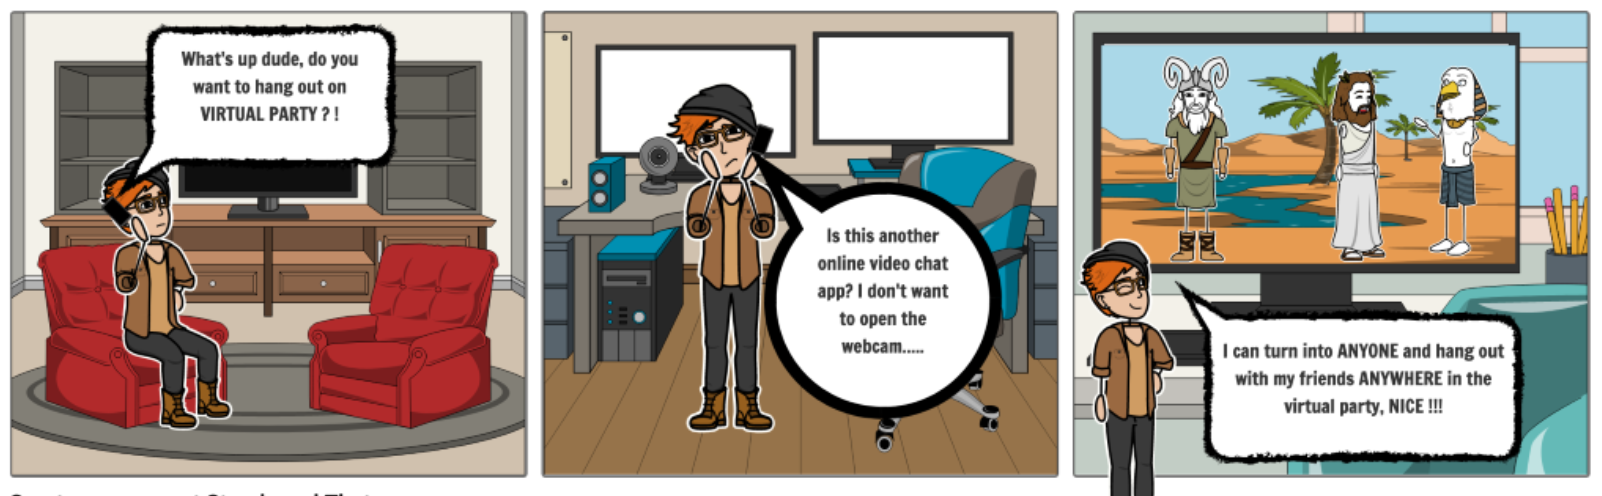 What's up dude, do you
want to hang out on
VIRTUAL PARTY ? !
Is this another
online video chat
app? I don't want
to open the
webcam.....
I can turn into ANYONE and hang out
with my friends ANYWHERE in the
virtual party, NICE !!!